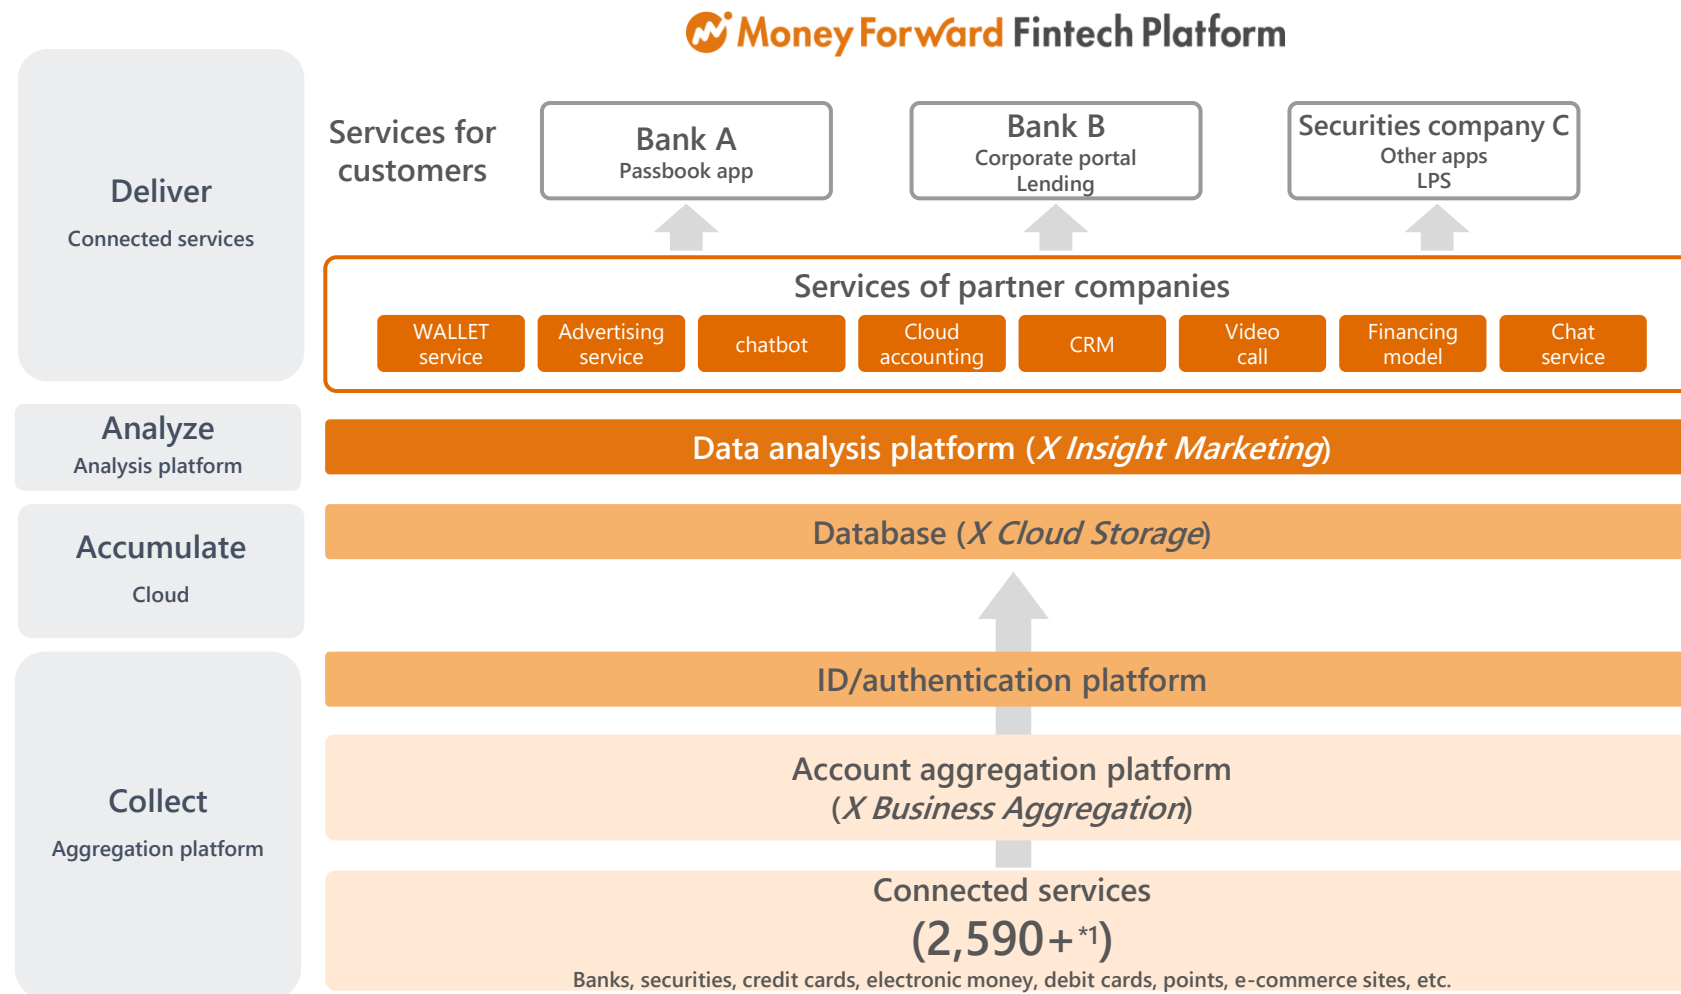 Money Forward Fintech Platform
Deliver
Connected services
Services for
customers
Bank A
Passbook app
Bank B
Corporate portal
Lending
Securities company C
Other apps
LPS
Services of partner companies
WALLET
service
Advertising
service
chatbot
Cloud
accounting
CRM
Video
call
Financing
model
Chat
service
Analyze
Analysis platform
Data analysis platform (X Insight Marketing)
Accumulate
Cloud
Database (X Cloud Storage)
Collect
Aggregation platform
ID/authentication platform
Account aggregation platform
(X Business Aggregation)
Connected services
(2,590+*1)
Banks, securities, credit cards, electronic money, debit cards, points, e-commerce sites, etc.